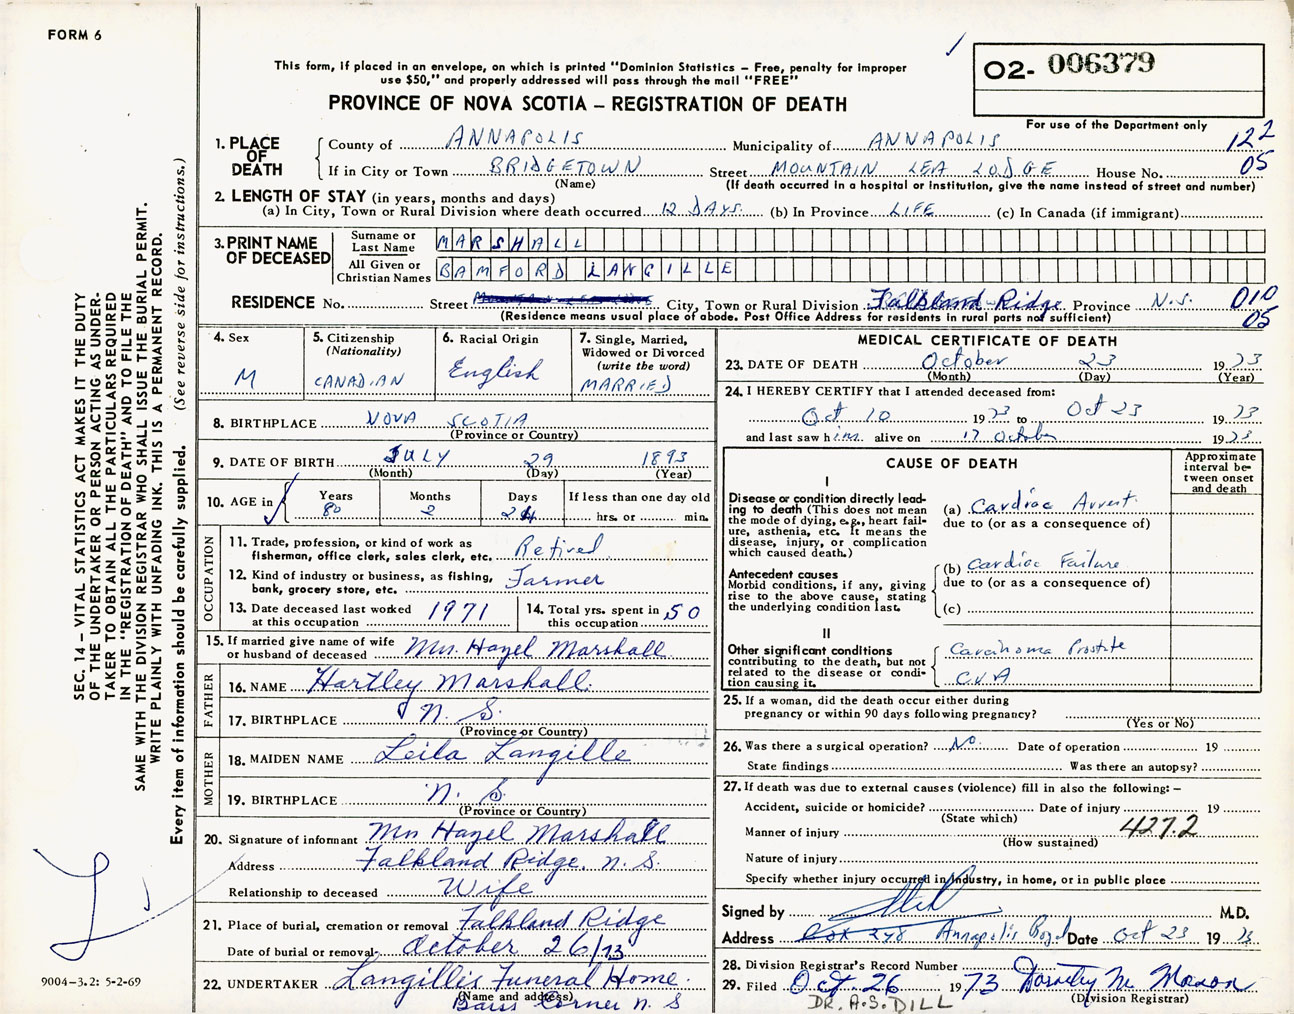 FORM 6
This form, if placed in an envelope, on which is printed "Dominion Statistics – Free, penalty for improper
use $50," and properly addressed will pass through the mail "FREE"
PROVINCE OF NOVA SCOTIA – REGISTRATION OF DEATH
02- 006379
For use of the Department only
1. PLACE OF DEATH
County of ANNAPOLIS Municipality of ANNAPOLIS 122
If in City or Town BRIDGETOWN Street MOUNTAIN LEA LODGE House No. 05
(Name) (If death occurred in a hospital or institution, give the name instead of street and number)
2. LENGTH OF STAY (in years, months and days)
(a) In City, Town or Rural Division where death occurred 12 DAYS. (b) In Province LIFE (c) In Canada (if immigrant)
3. PRINT NAME OF DECEASED
Surname or Last Name MARSHALL
All Given or Christian Names BAMFORD LANGILLE
RESIDENCE No. Street City, Town or Rural Division Falkland Ridge Province N.S. 010
(Residence means usual place of abode. Post Office Address for residents in rural parts not sufficient) 05
4. Sex M
5. Citizenship (Nationality) CANADIAN
6. Racial Origin English
7. Single, Married, Widowed or Divorced (write the word) MARRIED
8. BIRTHPLACE NOVA SCOTIA
(Province or Country)
9. DATE OF BIRTH JULY 29 1893
(Month) (Day) (Year)
10. AGE in Years 80 Months 2 Days 24 If less than one day old hrs. or min.
OCCUPATION
11. Trade, profession, or kind of work as fisherman, office clerk, sales clerk, etc. Retired
12. Kind of industry or business, as fishing, bank, grocery store, etc. Farmer
13. Date deceased last worked at this occupation 1971
14. Total yrs. spent in this occupation 50
15. If married give name of wife or husband of deceased Mrs. Hazel Marshall
FATHER
16. NAME Hartley Marshall
17. BIRTHPLACE N. S.
(Province or Country)
MOTHER
18. MAIDEN NAME Leila Langille
19. BIRTHPLACE N. S.
(Province or Country)
20. Signature of informant Mrs Hazel Marshall
Address Falkland Ridge, N. S.
Relationship to deceased Wife
21. Place of burial, cremation or removal Falkland Ridge
Date of burial or removal October 26/73
22. UNDERTAKER Langille's Funeral Home
(Name and address)
Corner N S
MEDICAL CERTIFICATE OF DEATH
23. DATE OF DEATH October 23 1973
(Month) (Day) (Year)
24. I HEREBY CERTIFY that I attended deceased from:
Oct 10 1973 to Oct 23 1973
and last saw him alive on 17 October 1973
CAUSE OF DEATH
Approximate interval between onset and death
I
Disease or condition directly leading to death (This does not mean the mode of dying, e.g., heart failure, asthenia, etc. It means the disease, injury, or complication which caused death.)
(a) Cardiac Arrest
due to (or as a consequence of)
Antecedent causes
Morbid conditions, if any, giving rise to the above cause, stating the underlying condition last.
(b) Cardiac Failure
due to (or as a consequence of)
(c)
II
Other significant conditions contributing to the death, but not related to the disease or condition causing it.
Carcinoma Prostate
C.V.A
25. If a woman, did the death occur either during
pregnancy or within 90 days following pregnancy?
(Yes or No)
26. Was there a surgical operation? No. Date of operation 19
State findings Was there an autopsy?
27. If death was due to external causes (violence) fill in also the following: –
Accident, suicide or homicide? Date of injury 19
(State which) 427.2
Manner of injury
(How sustained)
Nature of injury
Specify whether injury occurred in industry, in home, or in public place
Signed by M.D.
Address Box 278 Annapolis Royal Date Oct 23 1973
28. Division Registrar's Record Number
29. Filed Oct 26 1973 Dorothy M.
(Division Registrar)
DR. A.S. DILL
SEC. 14 – VITAL STATISTICS ACT MAKES IT THE DUTY
OF THE UNDERTAKER OR PERSON ACTING AS UNDER-
TAKER TO OBTAIN ALL THE PARTICULARS REQUIRED
IN THE "REGISTRATION OF DEATH" AND TO FILE THE
SAME WITH THE DIVISION REGISTRAR WHO SHALL ISSUE THE BURIAL PERMIT.
WRITE PLAINLY WITH UNFADING INK. THIS IS A PERMANENT RECORD.
Every item of information should be carefully supplied. (See reverse side for instructions.)
9004-3.2: 5-2-69